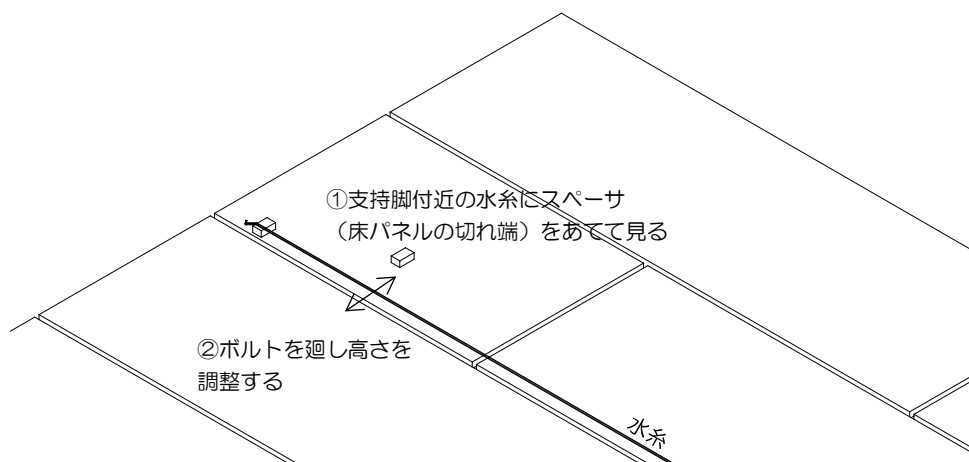 ①支持脚付近の水糸にスペーサ
（床パネルの切れ端）をあてて見る
②ボルトを廻し高さを
調整する
水糸